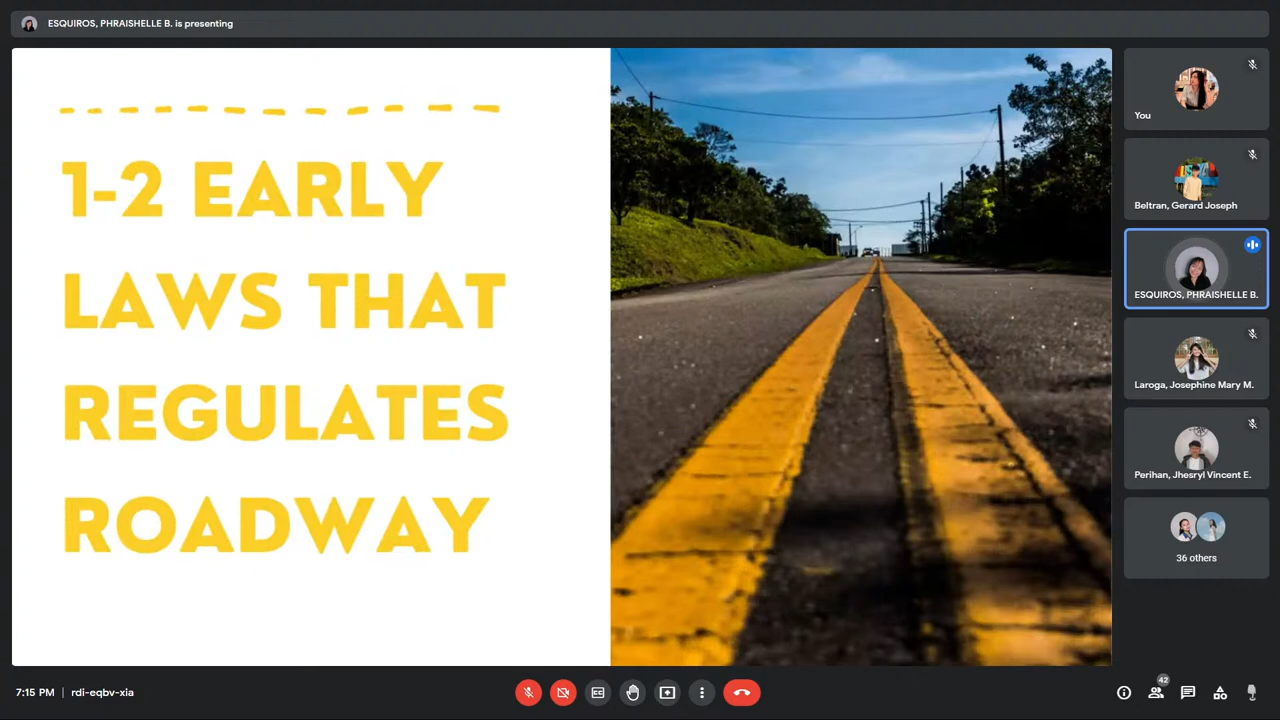 ESQUIROS, PHRAISHELLE B. is presenting
1-2 EARLY
LAWS THAT
REGULATES
ROADWAY
You
Beltran, Gerard Joseph
ESQUIROS, PHRAISHELLE B.
Laroga, Josephine Mary M.
Perihan, Jhesryl Vincent E.
36 others
7:15 PM | rdi-eqbv-xia
42